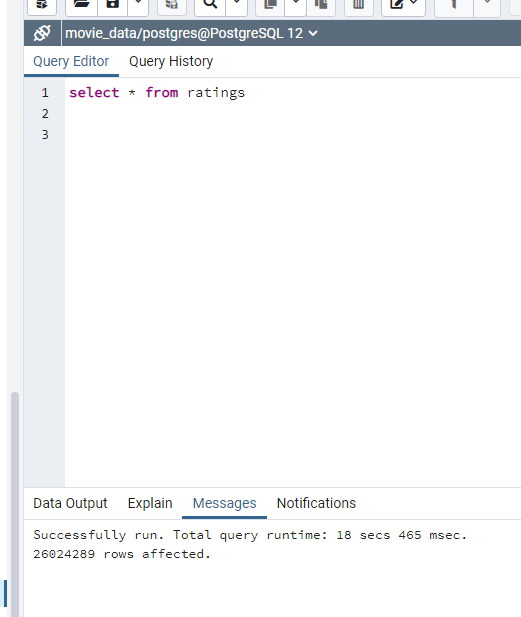 movie_data/postgres@PostgreSQL 12
Query Editor Query History
1 select * from ratings
2
3
Data Output Explain Messages Notifications
Successfully run. Total query runtime: 18 secs 465 msec.
26024289 rows affected.